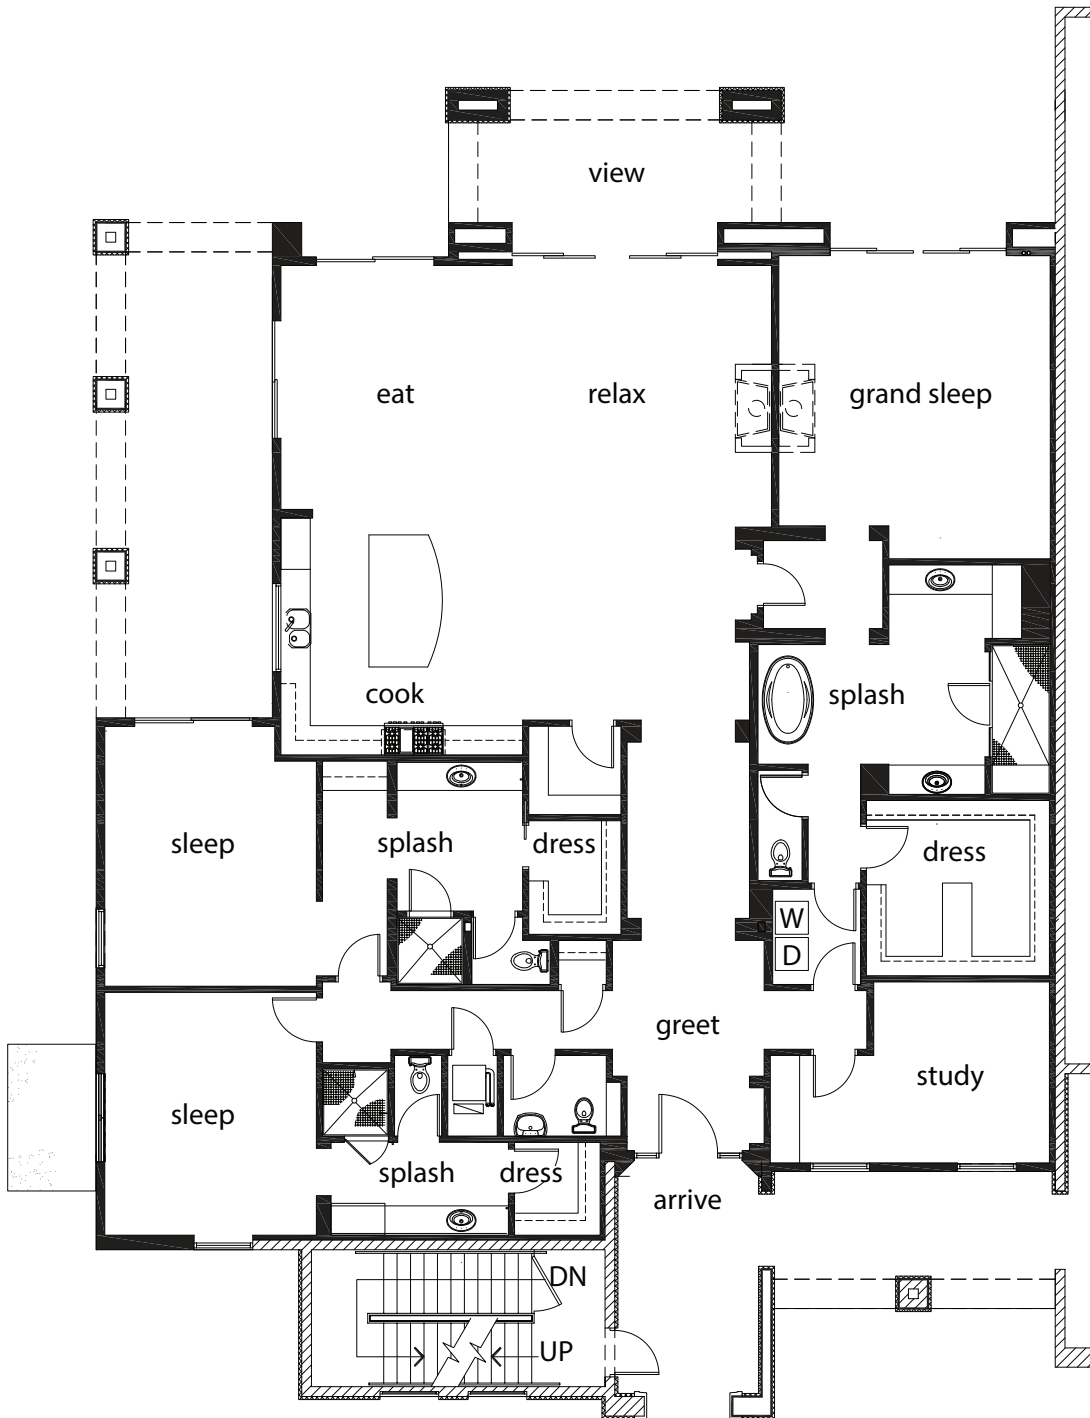 view
eat
relax
grand sleep
cook
splash
sleep
splash
dress
dress
W
D
greet
study
sleep
splash
dress
arrive
DN
UP